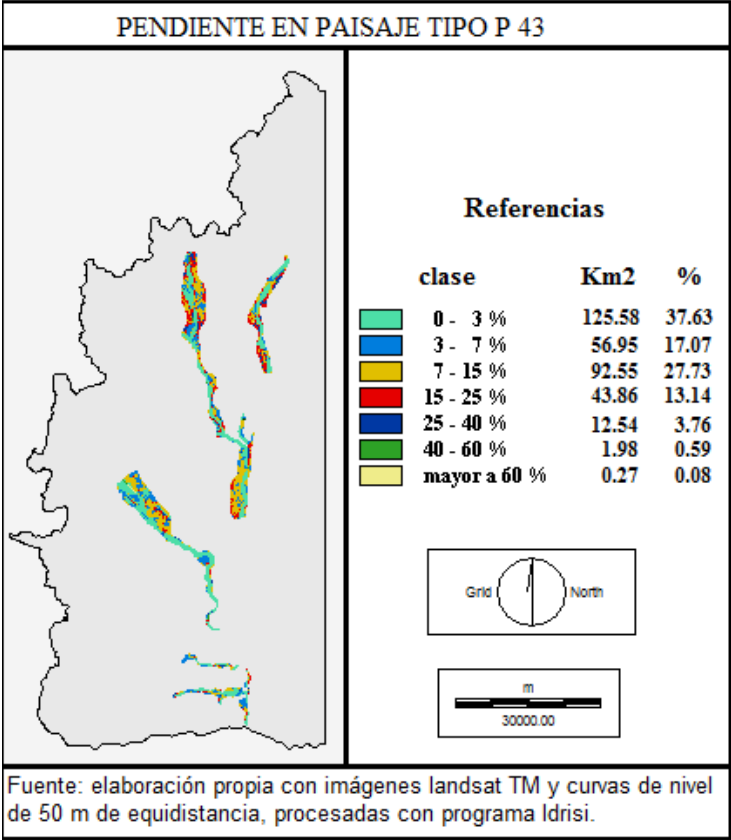 PENDIENTE EN PAISAJE TIPO P 43
Referencias
clase Km2 %
0 - 3 % 125.58 37.63
3 - 7 % 56.95 17.07
7 - 15 % 92.55 27.73
15 - 25 % 43.86 13.14
25 - 40 % 12.54 3.76
40 - 60 % 1.98 0.59
mayor a 60 % 0.27 0.08
Grid North
m
30000.00
Fuente: elaboración propia con imágenes landsat TM y curvas de nivel
de 50 m de equidistancia, procesadas con programa Idrisi.